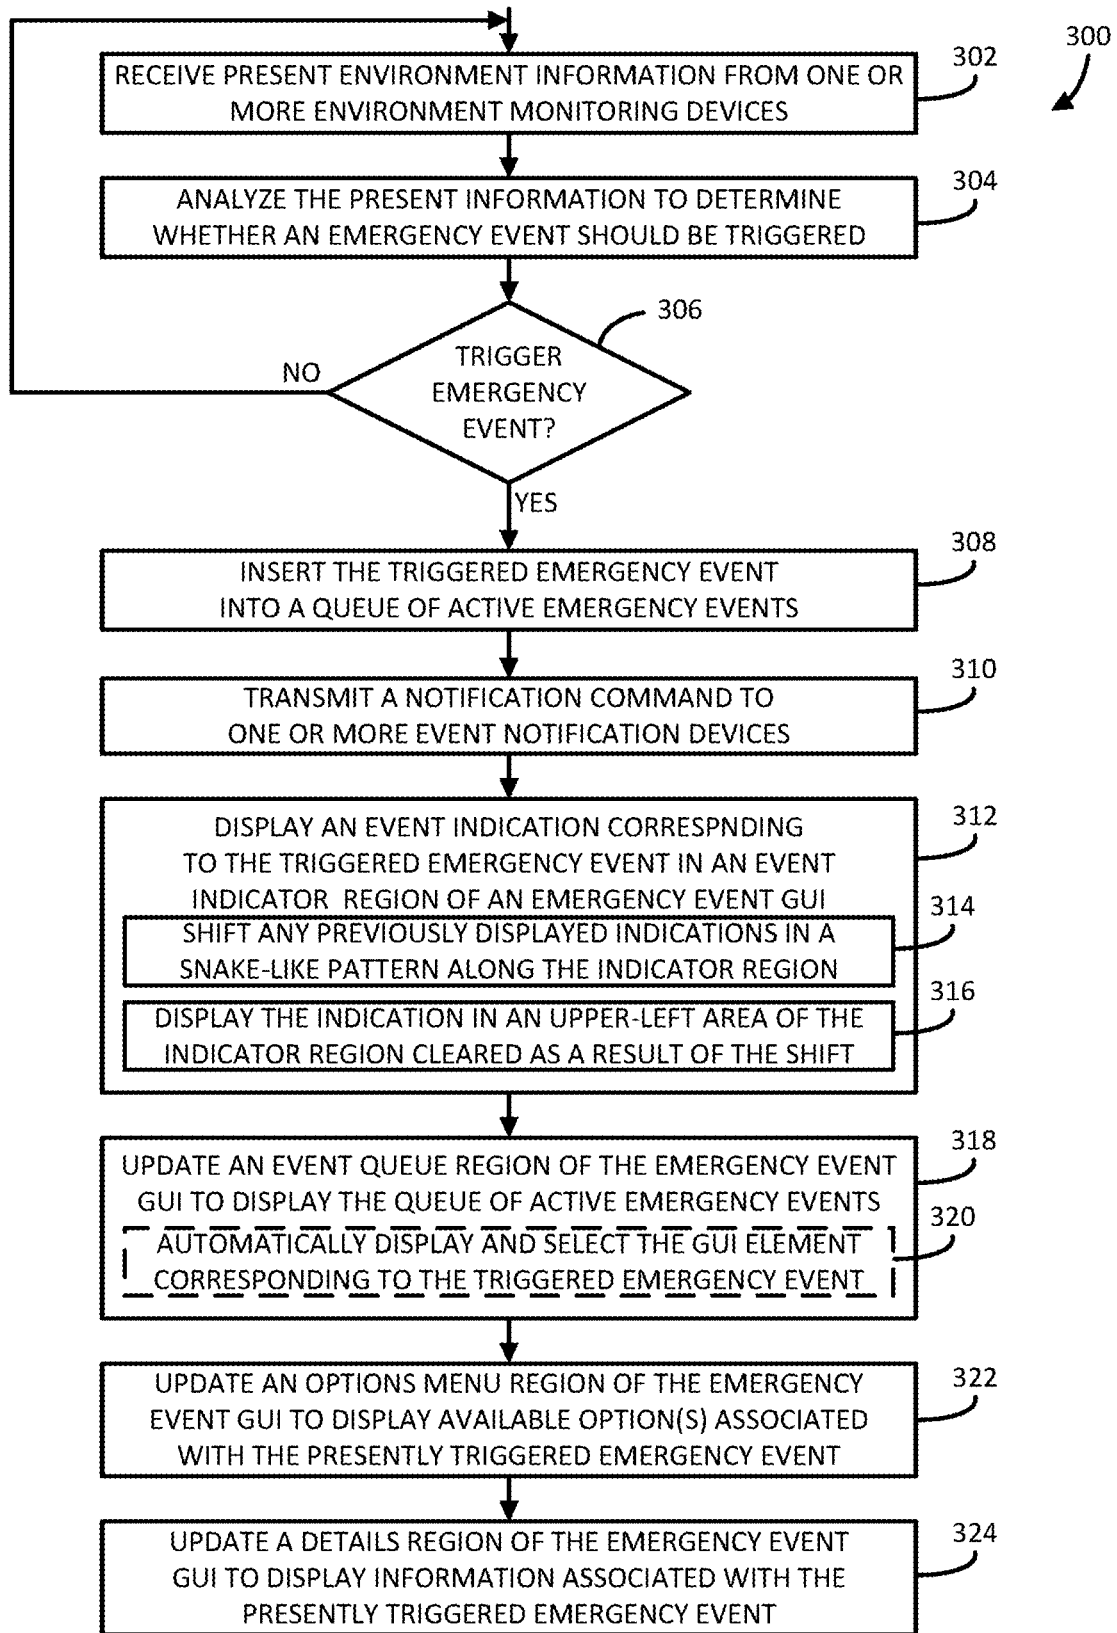 300
RECEIVE PRESENT ENVIRONMENT INFORMATION FROM ONE OR
MORE ENVIRONMENT MONITORING DEVICES
302
ANALYZE THE PRESENT INFORMATION TO DETERMINE
WHETHER AN EMERGENCY EVENT SHOULD BE TRIGGERED
304
TRIGGER
EMERGENCY
EVENT?
306
NO
YES
INSERT THE TRIGGERED EMERGENCY EVENT
INTO A QUEUE OF ACTIVE EMERGENCY EVENTS
308
TRANSMIT A NOTIFICATION COMMAND TO
ONE OR MORE EVENT NOTIFICATION DEVICES
310
DISPLAY AN EVENT INDICATION CORRESPNDING
TO THE TRIGGERED EMERGENCY EVENT IN AN EVENT
INDICATOR REGION OF AN EMERGENCY EVENT GUI
312
SHIFT ANY PREVIOUSLY DISPLAYED INDICATIONS IN A
SNAKE-LIKE PATTERN ALONG THE INDICATOR REGION
314
DISPLAY THE INDICATION IN AN UPPER-LEFT AREA OF THE
INDICATOR REGION CLEARED AS A RESULT OF THE SHIFT
316
UPDATE AN EVENT QUEUE REGION OF THE EMERGENCY EVENT
GUI TO DISPLAY THE QUEUE OF ACTIVE EMERGENCY EVENTS
318
AUTOMATICALLY DISPLAY AND SELECT THE GUI ELEMENT
CORRESPONDING TO THE TRIGGERED EMERGENCY EVENT
320
UPDATE AN OPTIONS MENU REGION OF THE EMERGENCY
EVENT GUI TO DISPLAY AVAILABLE OPTION(S) ASSOCIATED
WITH THE PRESENTLY TRIGGERED EMERGENCY EVENT
322
UPDATE A DETAILS REGION OF THE EMERGENCY EVENT
GUI TO DISPLAY INFORMATION ASSOCIATED WITH THE
PRESENTLY TRIGGERED EMERGENCY EVENT
324